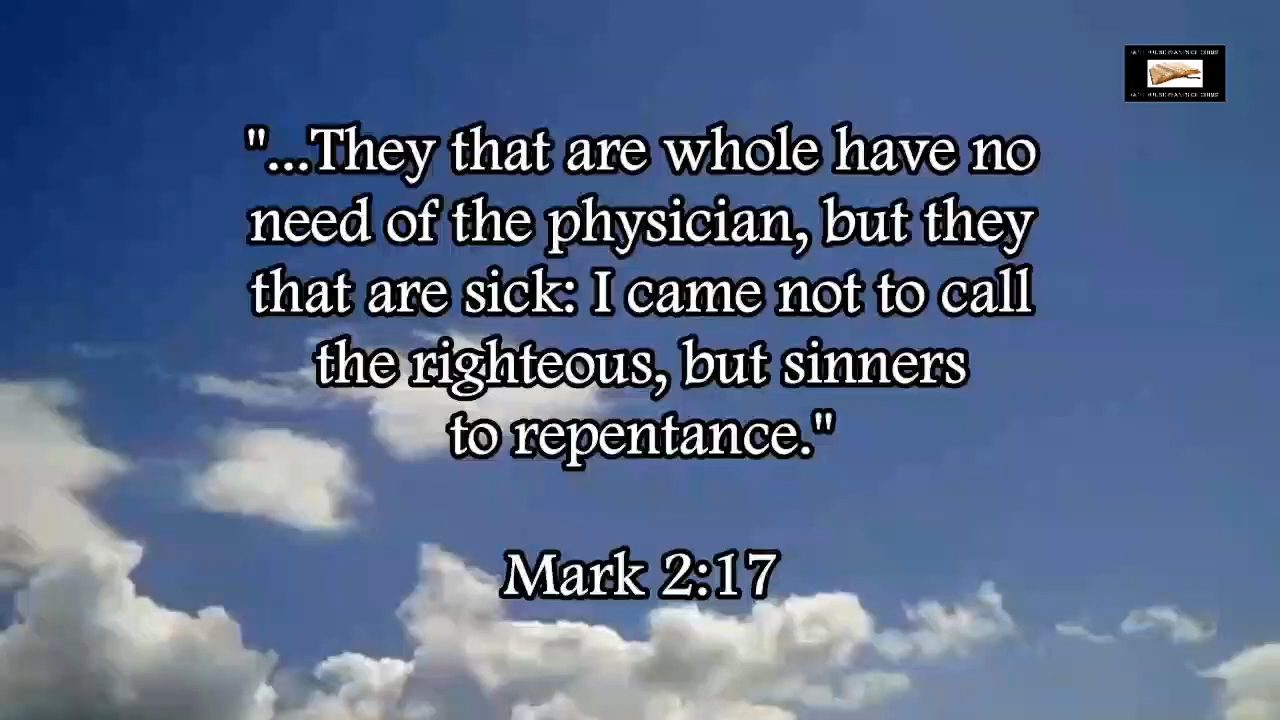 "...They that are whole have no
need of the physician, but they
that are sick: I came not to call
the righteous, but sinners
to repentance."
Mark 2:17